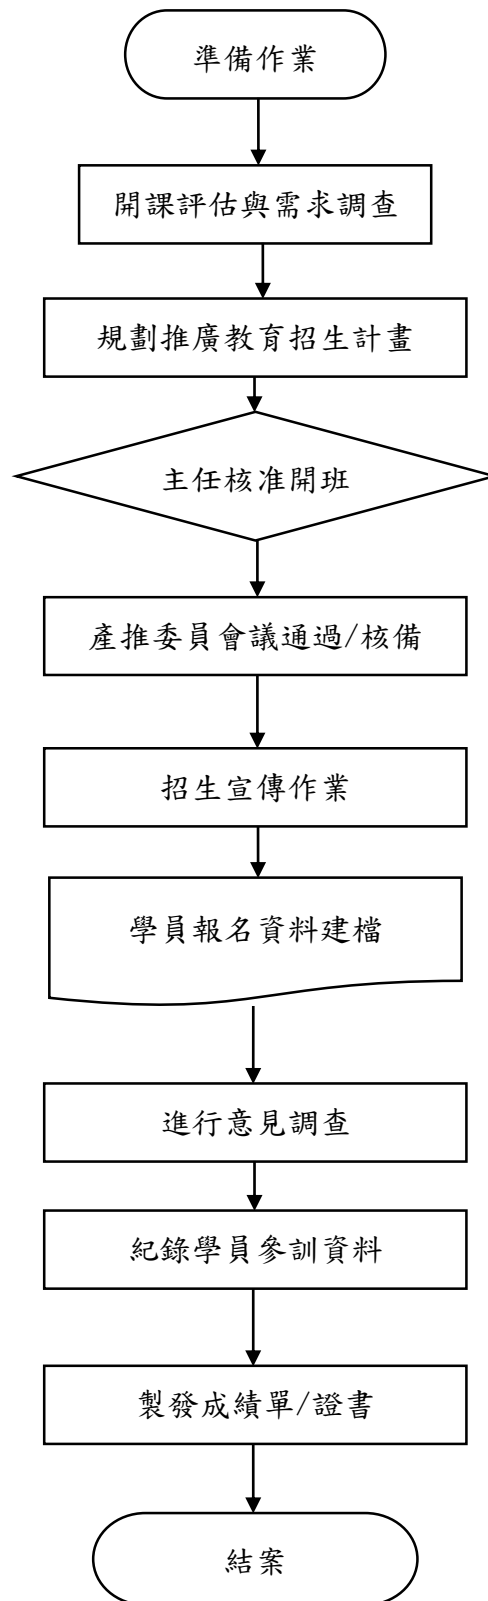 準備作業
開課評估與需求調查
規劃推廣教育招生計畫
主任核准開班
產推委員會議通過/核備
招生宣傳作業
學員報名資料建檔
進行意見調查
紀錄學員參訓資料
製發成績單/證書
結案